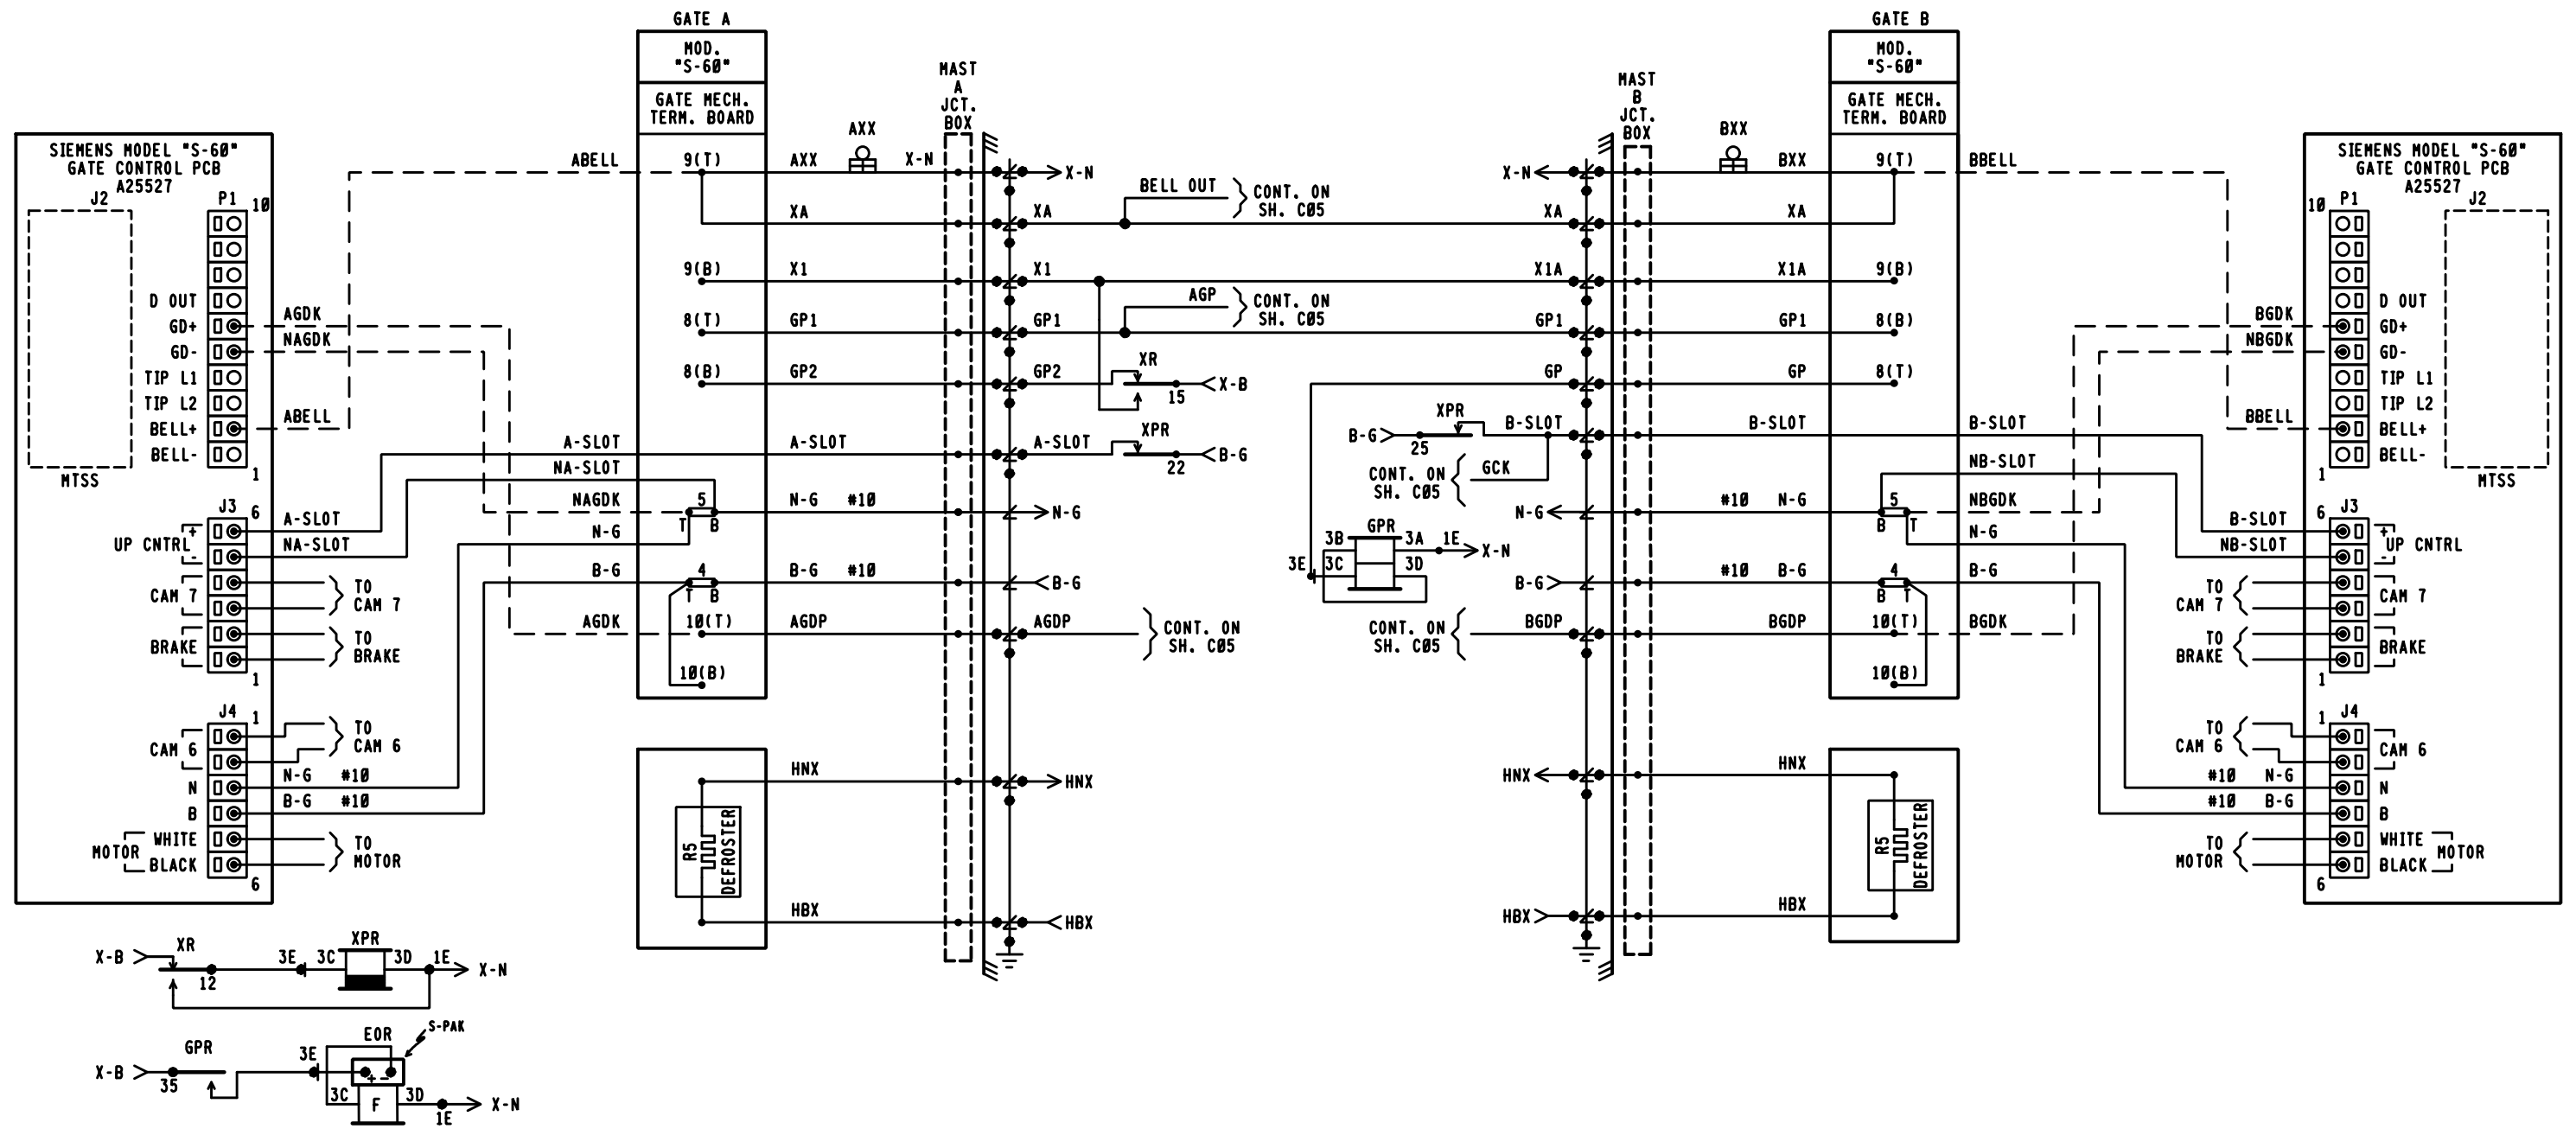 GATE A
MOD.
"S-60"
GATE MECH.
TERM. BOARD
MAST
A
JCT.
BOX
AXX
9(T)
AXX
X-N
X-N
XA
XA
BELL OUT
CONT. ON
SH. C05
9(B)
X1
X1
8(T)
GP1
GP1
AGP
CONT. ON
SH. C05
8(B)
GP2
GP2
XR
15
X-B
A-SLOT
A-SLOT
A-SLOT
XPR
22
B-G
NA-SLOT
NAGDK
5
T B
N-G #10
N-G
N-G
B-G
4
T B
B-G #10
B-G
AGDK
10(T)
AGDP
AGDP
CONT. ON
SH. C05
10(B)
HNX
HNX
R5
DEFROSTER
HBX
HBX
SIEMENS MODEL "S-60"
GATE CONTROL PCB
A25527
J2
MTSS
P1
10
D OUT
GD+
GD-
TIP L1
TIP L2
BELL+
BELL-
1
ABELL
AGDK
NAGDK
ABELL
J3
6
UP CNTRL
+
-
A-SLOT
NA-SLOT
CAM 7
TO
CAM 7
BRAKE
TO
BRAKE
1
J4
1
CAM 6
TO
CAM 6
N
N-G #10
B
B-G #10
MOTOR
WHITE
BLACK
TO
MOTOR
6
X-B
XR
12
3E
3C
XPR
3D
1E
X-N
X-B
GPR
35
3E
EOR
S-PAK
+ -
3C
F
3D
1E
X-N
GATE B
MOD.
"S-60"
GATE MECH.
TERM. BOARD
MAST
B
JCT.
BOX
BXX
X-N
BXX
9(T)
BBELL
XA
XA
X1A
X1A
9(B)
GP1
GP1
8(B)
GP
GP
8(T)
B-G
XPR
25
B-SLOT
B-SLOT
B-SLOT
CONT. ON
SH. C05
GCK
NB-SLOT
N-G
#10 N-G
5
B T
NBGDK
N-G
GPR
3B
3A
1E
X-N
3E
3C
3D
B-G
#10 B-G
4
B T
B-G
CONT. ON
SH. C05
BGDP
BGDP
10(T)
BGDK
10(B)
HNX
HNX
R5
DEFROSTER
HBX
HBX
SIEMENS MODEL "S-60"
GATE CONTROL PCB
A25527
P1
J2
MTSS
10
D OUT
GD+
GD-
TIP L1
TIP L2
BELL+
BELL-
1
BGDK
NBGDK
BBELL
J3
6
B-SLOT
NB-SLOT
+
-
UP CNTRL
TO
CAM 7
CAM 7
TO
BRAKE
BRAKE
1
J4
1
TO
CAM 6
CAM 6
#10 N-G
N
#10 B-G
B
TO
MOTOR
WHITE
BLACK
MOTOR
6